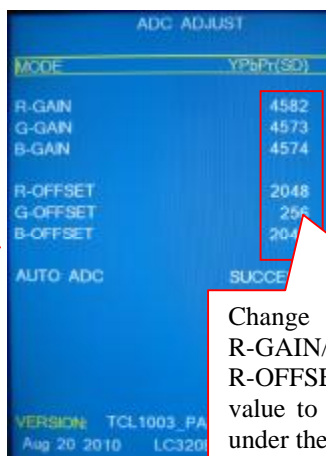 ADC ADJUST
MODE YPbPr(SD)
R-GAIN 4582
G-GAIN 4573
B-GAIN 4574
R-OFFSET 2048
G-OFFSET 256
B-OFFSET
AUTO ADC
Change
R-GAIN/
value to
under the
VERSION: TCL1003_PA
Aug 20 2010